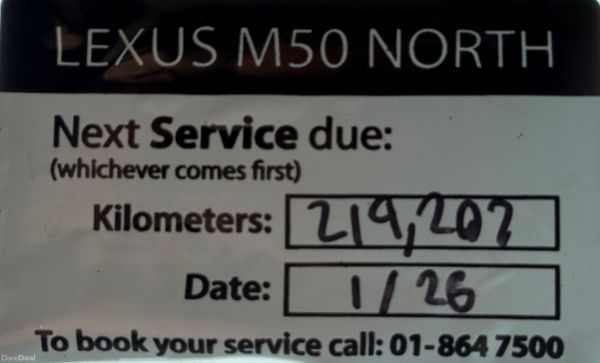 LEXUS M50 NORTH
Next Service due:
(whichever comes first)
Kilometers: 219,207
Date: 1/26
To book your service call: 01-864 7500
DoneDeal